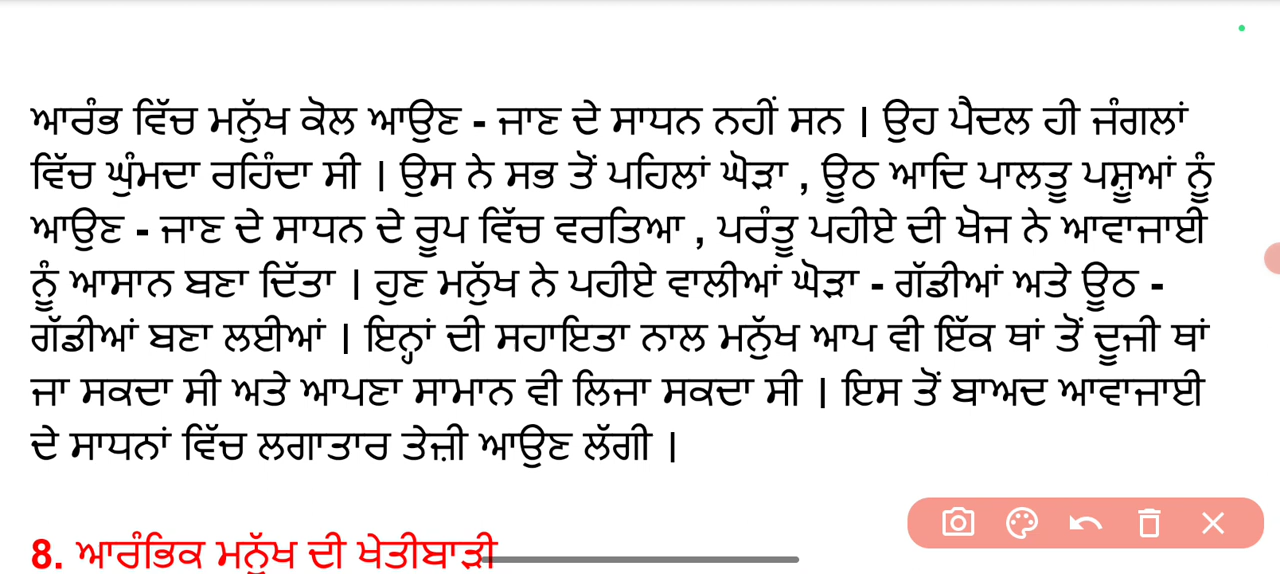 ਆਰੰਭ ਵਿੱਚ ਮਨੁੱਖ ਕੋਲ ਆਉਣ - ਜਾਣ ਦੇ ਸਾਧਨ ਨਹੀਂ ਸਨ | ਉਹ ਪੈਦਲ ਹੀ ਜੰਗਲਾਂ
ਵਿੱਚ ਘੁੰਮਦਾ ਰਹਿੰਦਾ ਸੀ | ਉਸ ਨੇ ਸਭ ਤੋਂ ਪਹਿਲਾਂ ਘੋੜਾ , ਊਠ ਆਦਿ ਪਾਲਤੂ ਪਸ਼ੂਆਂ ਨੂੰ
ਆਉਣ - ਜਾਣ ਦੇ ਸਾਧਨ ਦੇ ਰੂਪ ਵਿੱਚ ਵਰਤਿਆ , ਪਰੰਤੂ ਪਹੀਏ ਦੀ ਖੋਜ ਨੇ ਆਵਾਜਾਈ
ਨੂੰ ਆਸਾਨ ਬਣਾ ਦਿੱਤਾ | ਹੁਣ ਮਨੁੱਖ ਨੇ ਪਹੀਏ ਵਾਲੀਆਂ ਘੋੜਾ - ਗੱਡੀਆਂ ਅਤੇ ਊਠ -
ਗੱਡੀਆਂ ਬਣਾ ਲਈਆਂ | ਇਨ੍ਹਾਂ ਦੀ ਸਹਾਇਤਾ ਨਾਲ ਮਨੁੱਖ ਆਪ ਵੀ ਇੱਕ ਥਾਂ ਤੋਂ ਦੂਜੀ ਥਾਂ
ਜਾ ਸਕਦਾ ਸੀ ਅਤੇ ਆਪਣਾ ਸਾਮਾਨ ਵੀ ਲਿਜਾ ਸਕਦਾ ਸੀ | ਇਸ ਤੋਂ ਬਾਅਦ ਆਵਾਜਾਈ
ਦੇ ਸਾਧਨਾਂ ਵਿੱਚ ਲਗਾਤਾਰ ਤੇਜ਼ੀ ਆਉਣ ਲੱਗੀ |
8. ਆਰੰਭਿਕ ਮਨੁੱਖ ਦੀ ਖੇਤੀਬਾੜੀ